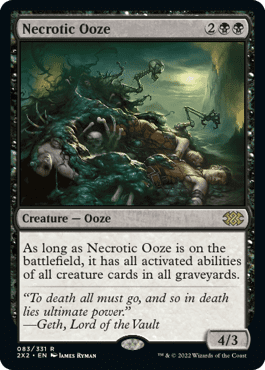 Necrotic Ooze 2
Creature — Ooze
As long as Necrotic Ooze is on the
battlefield, it has all activated abilities
of all creature cards in all graveyards.
“To death all must go, and so in death
lies ultimate power.”
—Geth, Lord of the Vault
4/3
083/331 R
2X2 • EN James Ryman
™ & © 2022 Wizards of the Coast